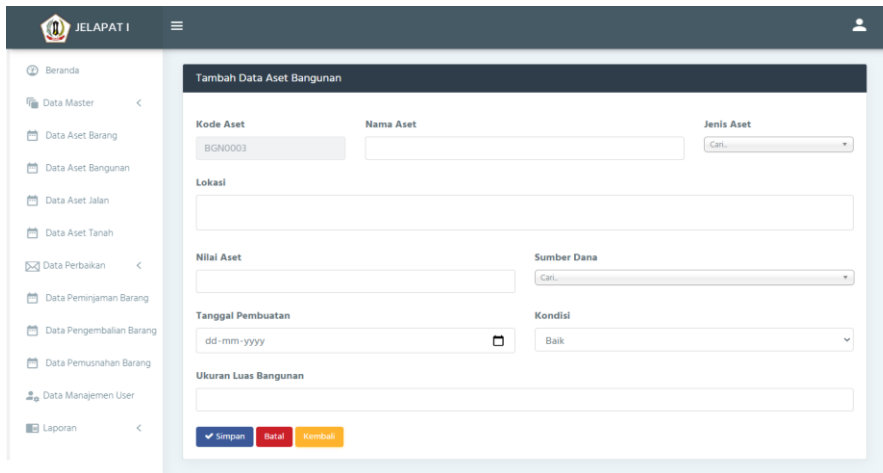 JELAPAT I
Beranda
Data Master
Data Aset Barang
Data Aset Bangunan
Data Aset Jalan
Data Aset Tanah
Data Perbaikan
Data Peminjaman Barang
Data Pengembalian Barang
Data Pemusnahan Barang
Data Manajemen User
Laporan
Tambah Data Aset Bangunan
Kode Aset Nama Aset Jenis Aset
BGN0003 Cari..
Lokasi
Nilai Aset Sumber Dana
Cari..
Tanggal Pembuatan Kondisi
dd-mm-yyyy Baik
Ukuran Luas Bangunan
Simpan Batal Kembali